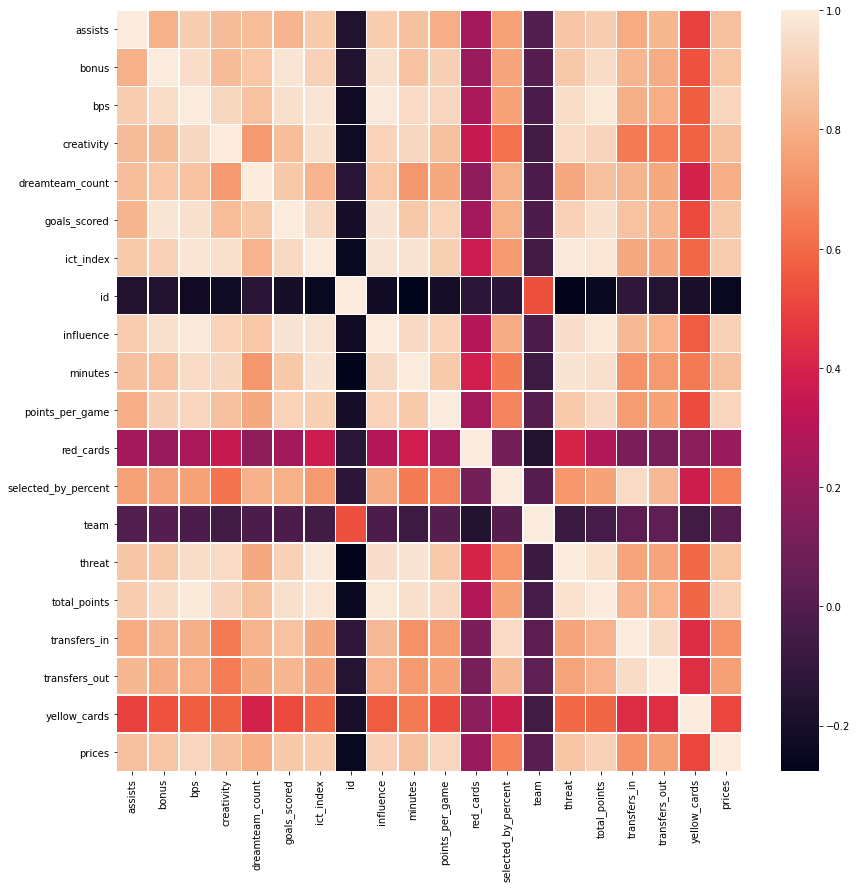 assists
bonus
bps
creativity
dreamteam_count
goals_scored
ict_index
id
influence
minutes
points_per_game
red_cards
selected_by_percent
team
threat
total_points
transfers_in
transfers_out
yellow_cards
prices
assists
bonus
bps
creativity
dreamteam_count
goals_scored
ict_index
id
influence
minutes
points_per_game
red_cards
selected_by_percent
team
threat
total_points
transfers_in
transfers_out
yellow_cards
prices
1.0
0.8
0.6
0.4
0.2
0.0
−0.2